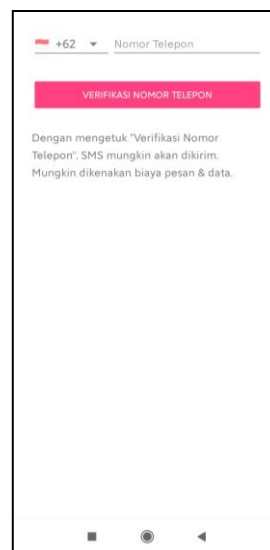 +62 Nomor Telepon
VERIFIKASI NOMOR TELEPON
Dengan mengetuk "Verifikasi Nomor
Telepon", SMS mungkin akan dikirim.
Mungkin dikenakan biaya pesan & data.